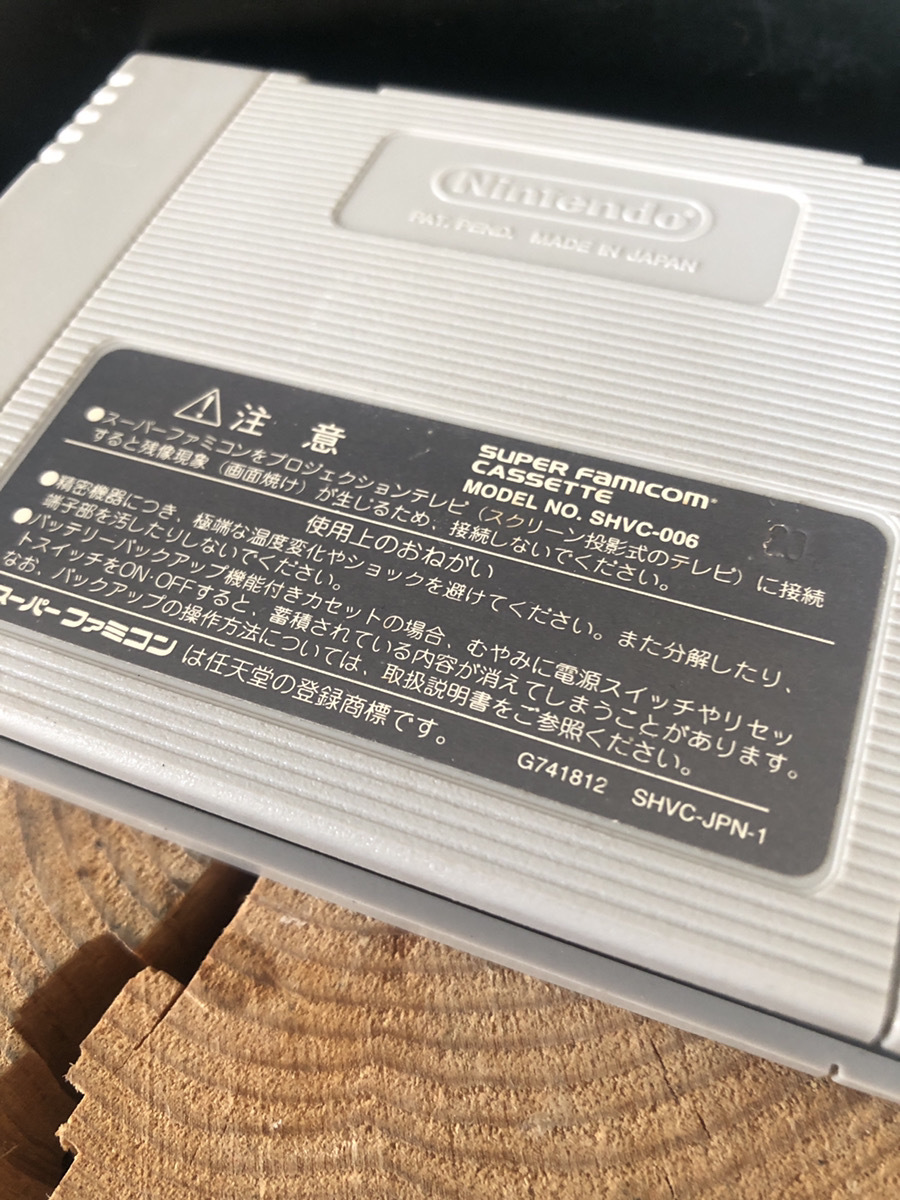 Nintendo®
PAT. PEND. MADE IN JAPAN
注意
SUPER FAMICOM®
CASSETTE
MODEL NO. SHVC-006
●スーパーファミコンをプロジェクションテレビ（スクリーン投影式のテレビ）に接続
すると残像現象（画面焼け）が生じるため、接続しないでください。
使用上のおねがい
●精密機器につき、極端な温度変化やショックを避けてください。また分解したり、
端子部を汚したりしないでください。
●バッテリーバックアップ機能付きカセットの場合、むやみに電源スイッチやリセッ
トスイッチをON·OFFすると、蓄積されている内容が消えてしまうことがあります。
なお、バックアップの操作方法については、取扱説明書をご参照ください。
スーパーファミコンは任天堂の登録商標です。
G741812 SHVC-JPN-1